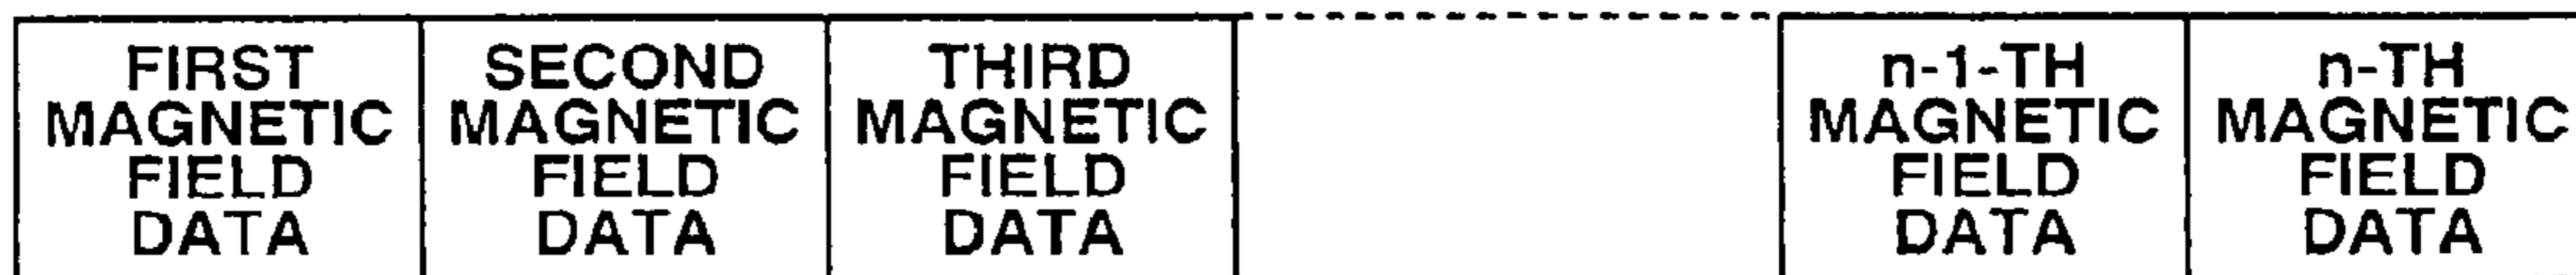 FIRST
MAGNETIC
FIELD
DATA
SECOND
MAGNETIC
FIELD
DATA
THIRD
MAGNETIC
FIELD
DATA
n-1-TH
MAGNETIC
FIELD
DATA
n-TH
MAGNETIC
FIELD
DATA